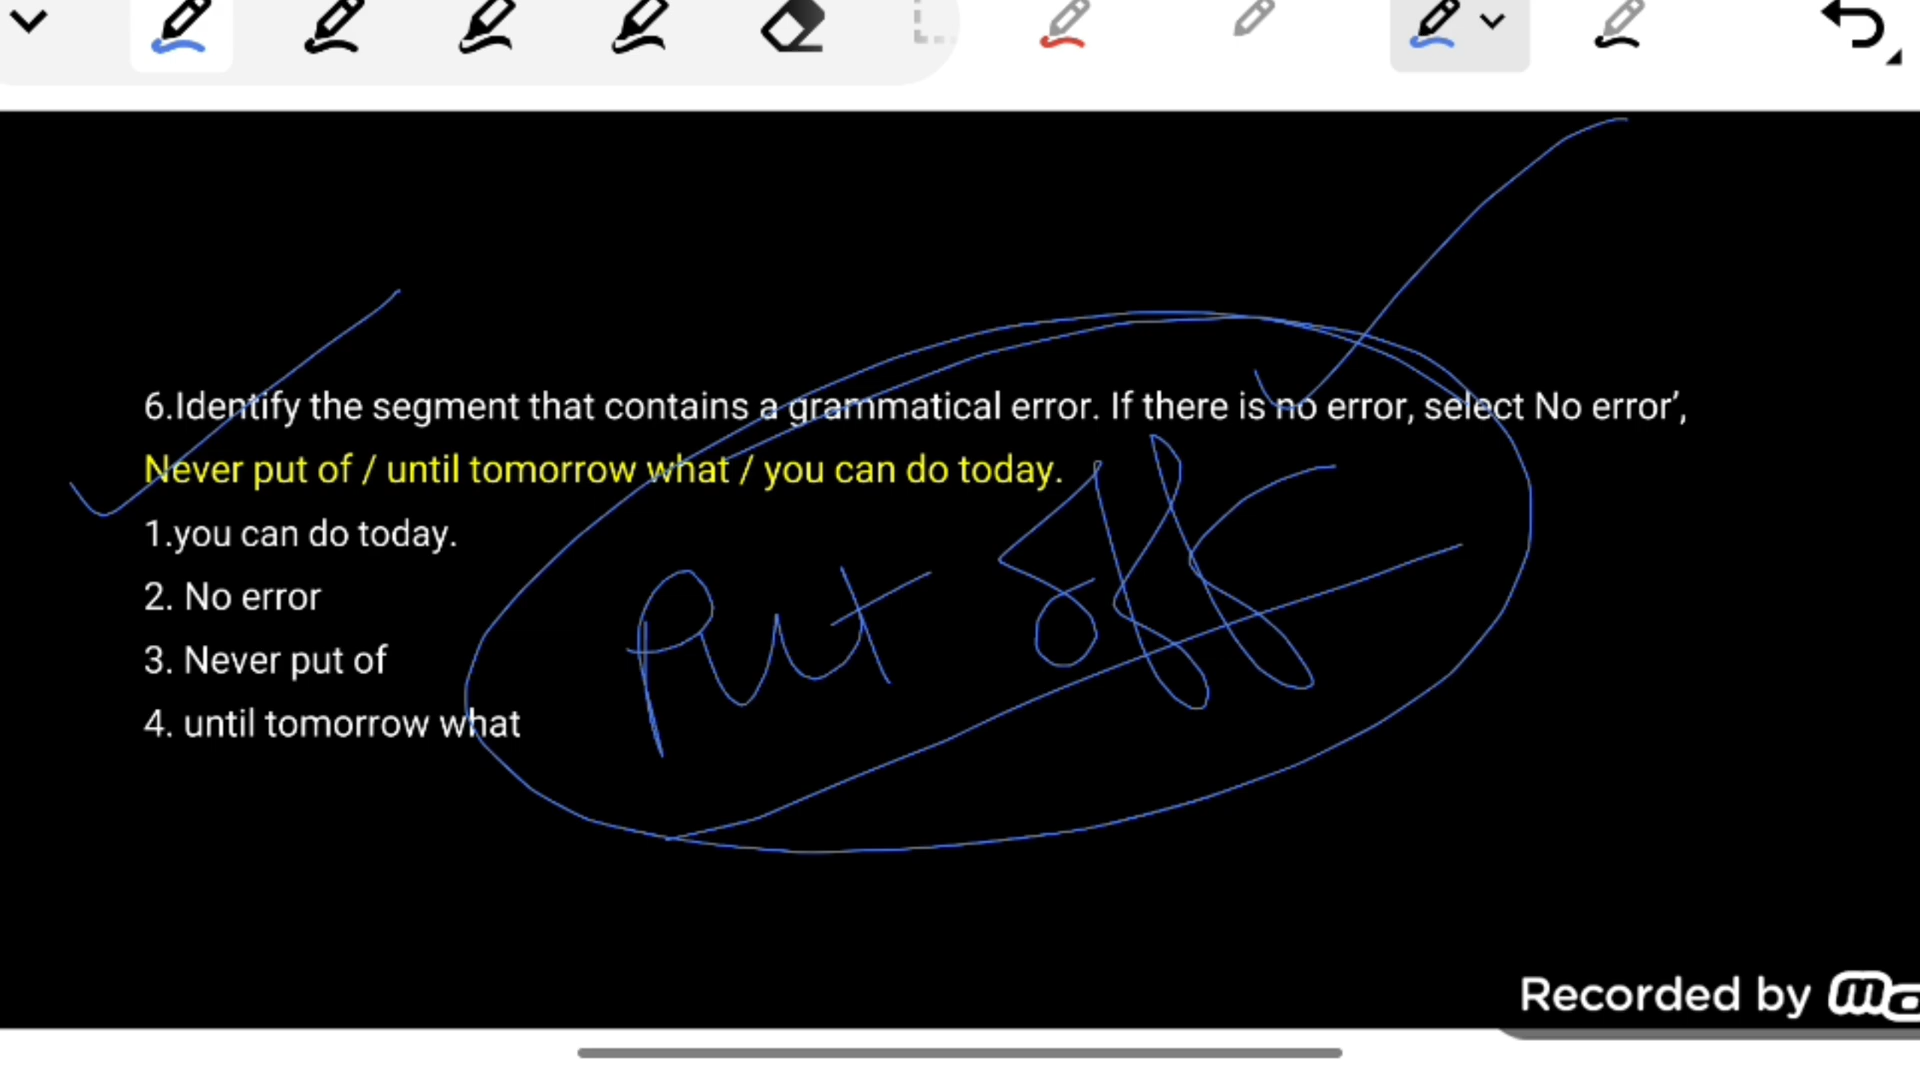 6.Identify the segment that contains a grammatical error. If there is no error, select No error’,
Never put of / until tomorrow what / you can do today.
1.you can do today.
2. No error
3. Never put of
4. until tomorrow what
Put off
Recorded by